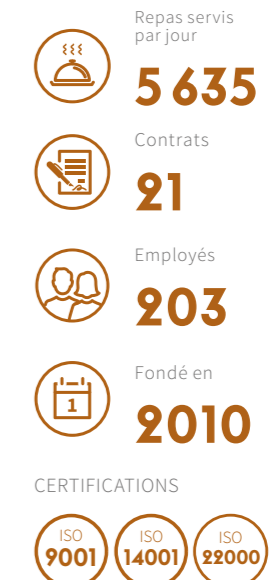 Repas servis
par jour
5 635
Contrats
21
Employés
203
Fondé en
1
2010
CERTIFICATIONS
ISO
9001
ISO
14001
ISO
22000